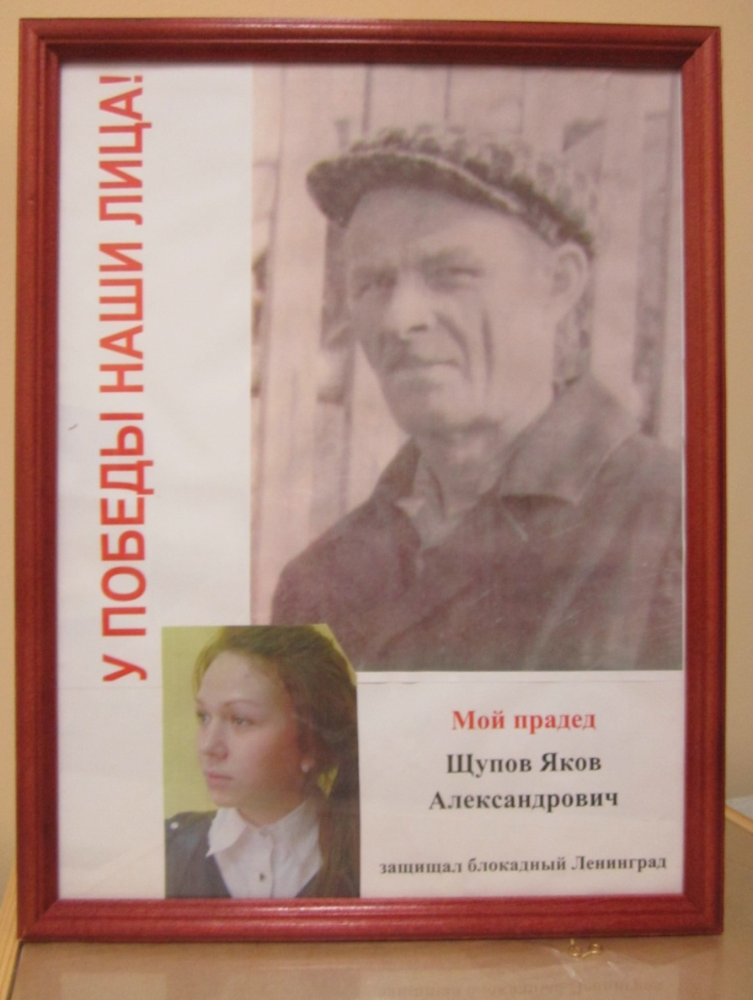 У ПОБЕДЫ НАШИ ЛИЦА!
Мой прадед
Щупов Яков
Александрович
защищал блокадный Ленинград